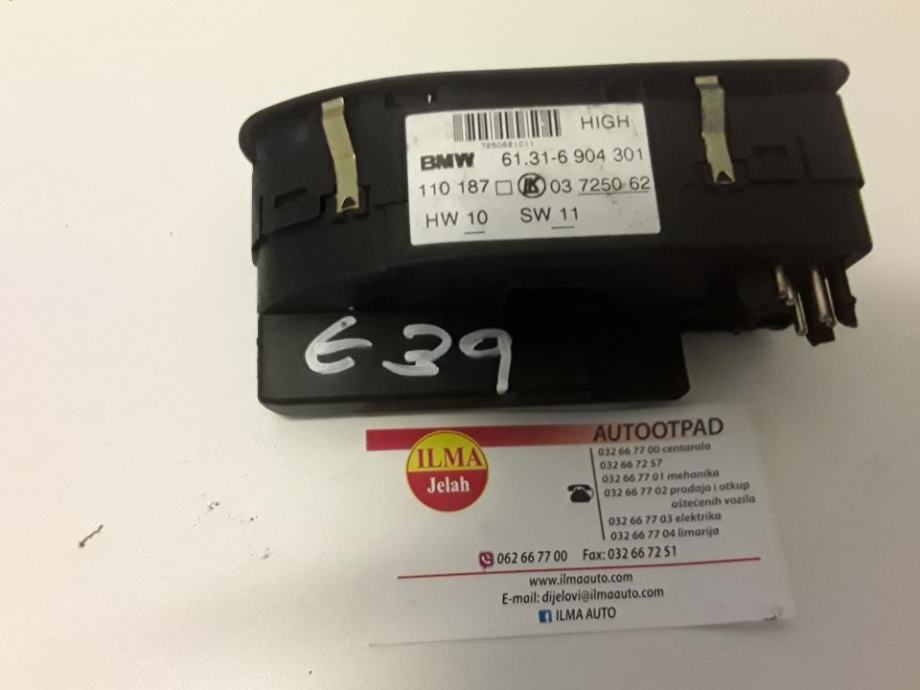 HIGH
7250621011
BMW 61.31-6 904 301
110 187 K 03 7250 62
HW 10 SW 11
E39
AUTOOTPAD
ILMA
Jelah
032 66 77 00 centarala
032 66 72 57
032 66 77 01 mehanika
032 66 77 02 prodaja i otkup
oštećenih vozila
032 66 77 03 elektrika
032 66 77 04 limarija
062 66 77 00 Fax: 032 66 72 51
www.ilmaauto.com
E-mail: dijelovi@ilmaauto.com
f ILMA AUTO